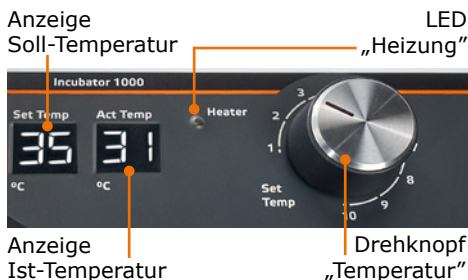 Anzeige
Soll-Temperatur
LED
„Heizung”
Incubator 1000
Set Temp
Act Temp
Heater
35
31
°C
°C
1
2
3
8
9
10
Set
Temp
Anzeige
Ist-Temperatur
Drehknopf
„Temperatur”